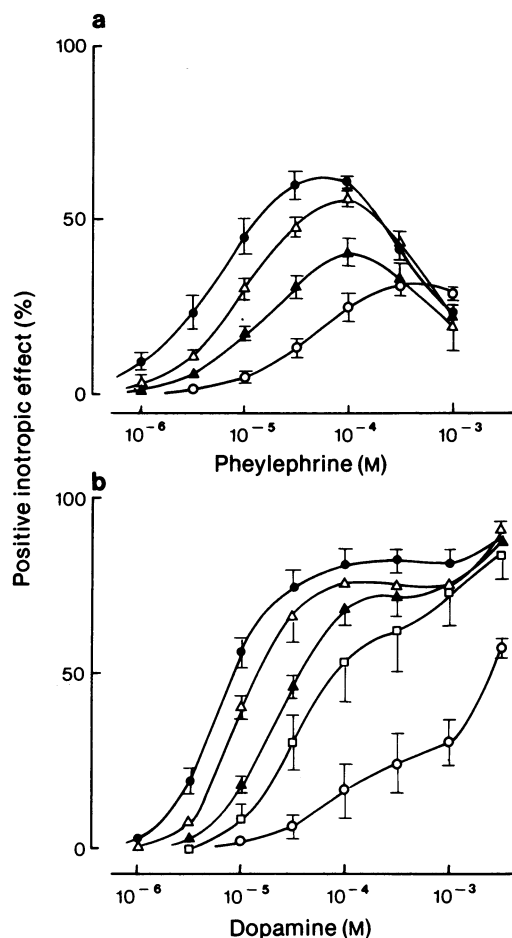 a
100
50
0
10⁻⁶ 10⁻⁵ 10⁻⁴ 10⁻³
Pheylephrine (M)
Positive inotropic effect (%)
b
100
50
0
10⁻⁶ 10⁻⁵ 10⁻⁴ 10⁻³
Dopamine (M)